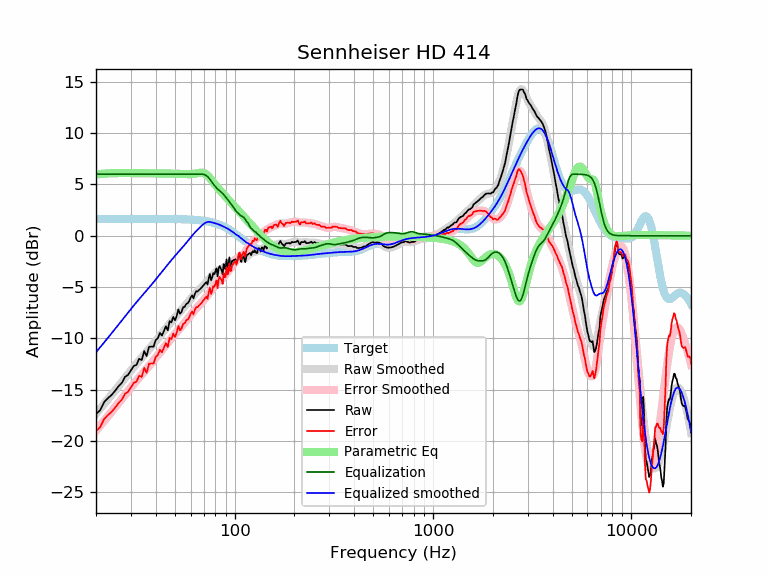 Sennheiser HD 414
15
10
5
0
−5
−10
−15
−20
−25
Amplitude (dBr)
Target
Raw Smoothed
Error Smoothed
Raw
Error
Parametric Eq
Equalization
Equalized smoothed
100
1000
10000
Frequency (Hz)